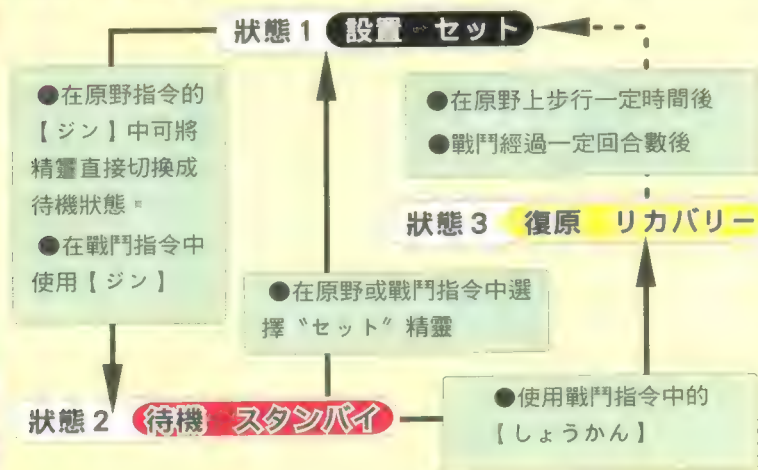 狀態1 設置 セット
●在原野指令的
【ジン】中可將
精靈直接切換成
待機狀態。
●在戰鬥指令中
使用【ジン】
●在原野上步行一定時間後
●戰鬥經過一定回合數後
狀態3 復原 リカバリー
●在原野或戰鬥指令中選
擇〝セット〞精靈
狀態2 待機 スタンバイ
●使用戰鬥指令中的
【しょうかん】